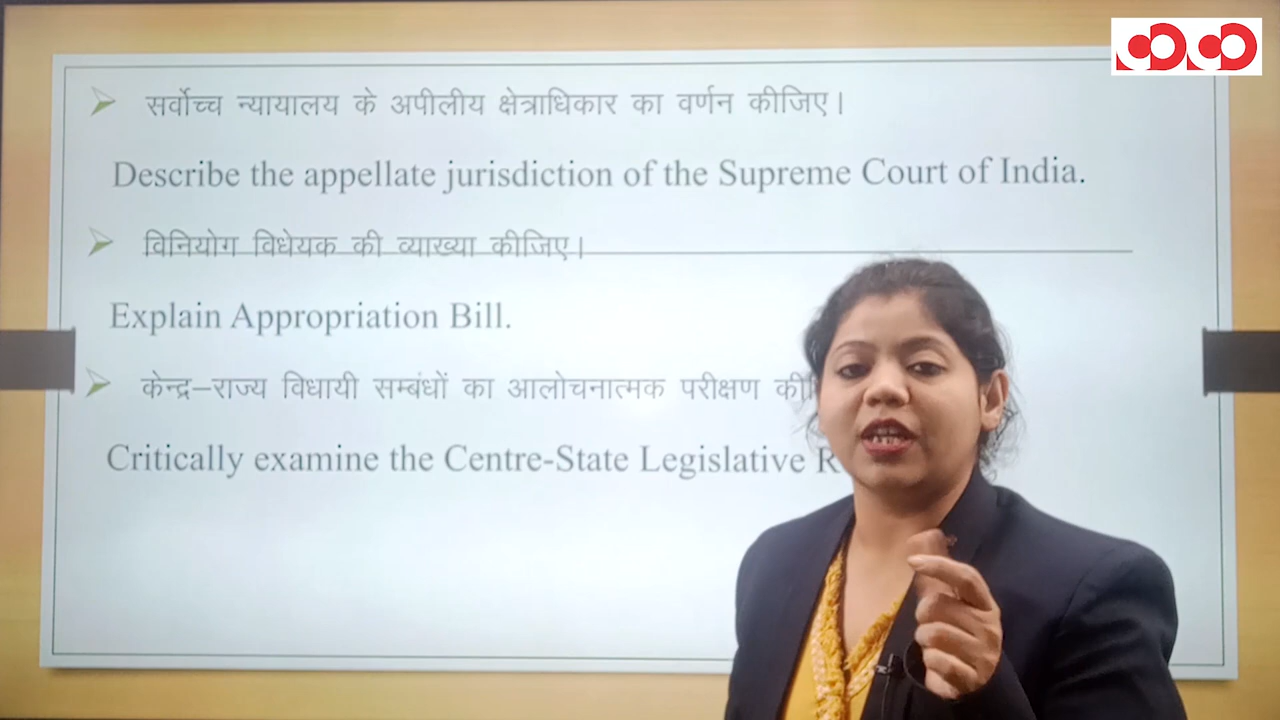 सर्वोच्च न्यायालय के अपीलीय क्षेत्राधिकार का वर्णन कीजिए।
Describe the appellate jurisdiction of the Supreme Court of India.
विनियोग विधेयक की व्याख्या कीजिए।
Explain Appropriation Bill.
केन्द्र–राज्य विधायी सम्बंधों का आलोचनात्मक परीक्षण
Critically examine the Centre-State Legislative